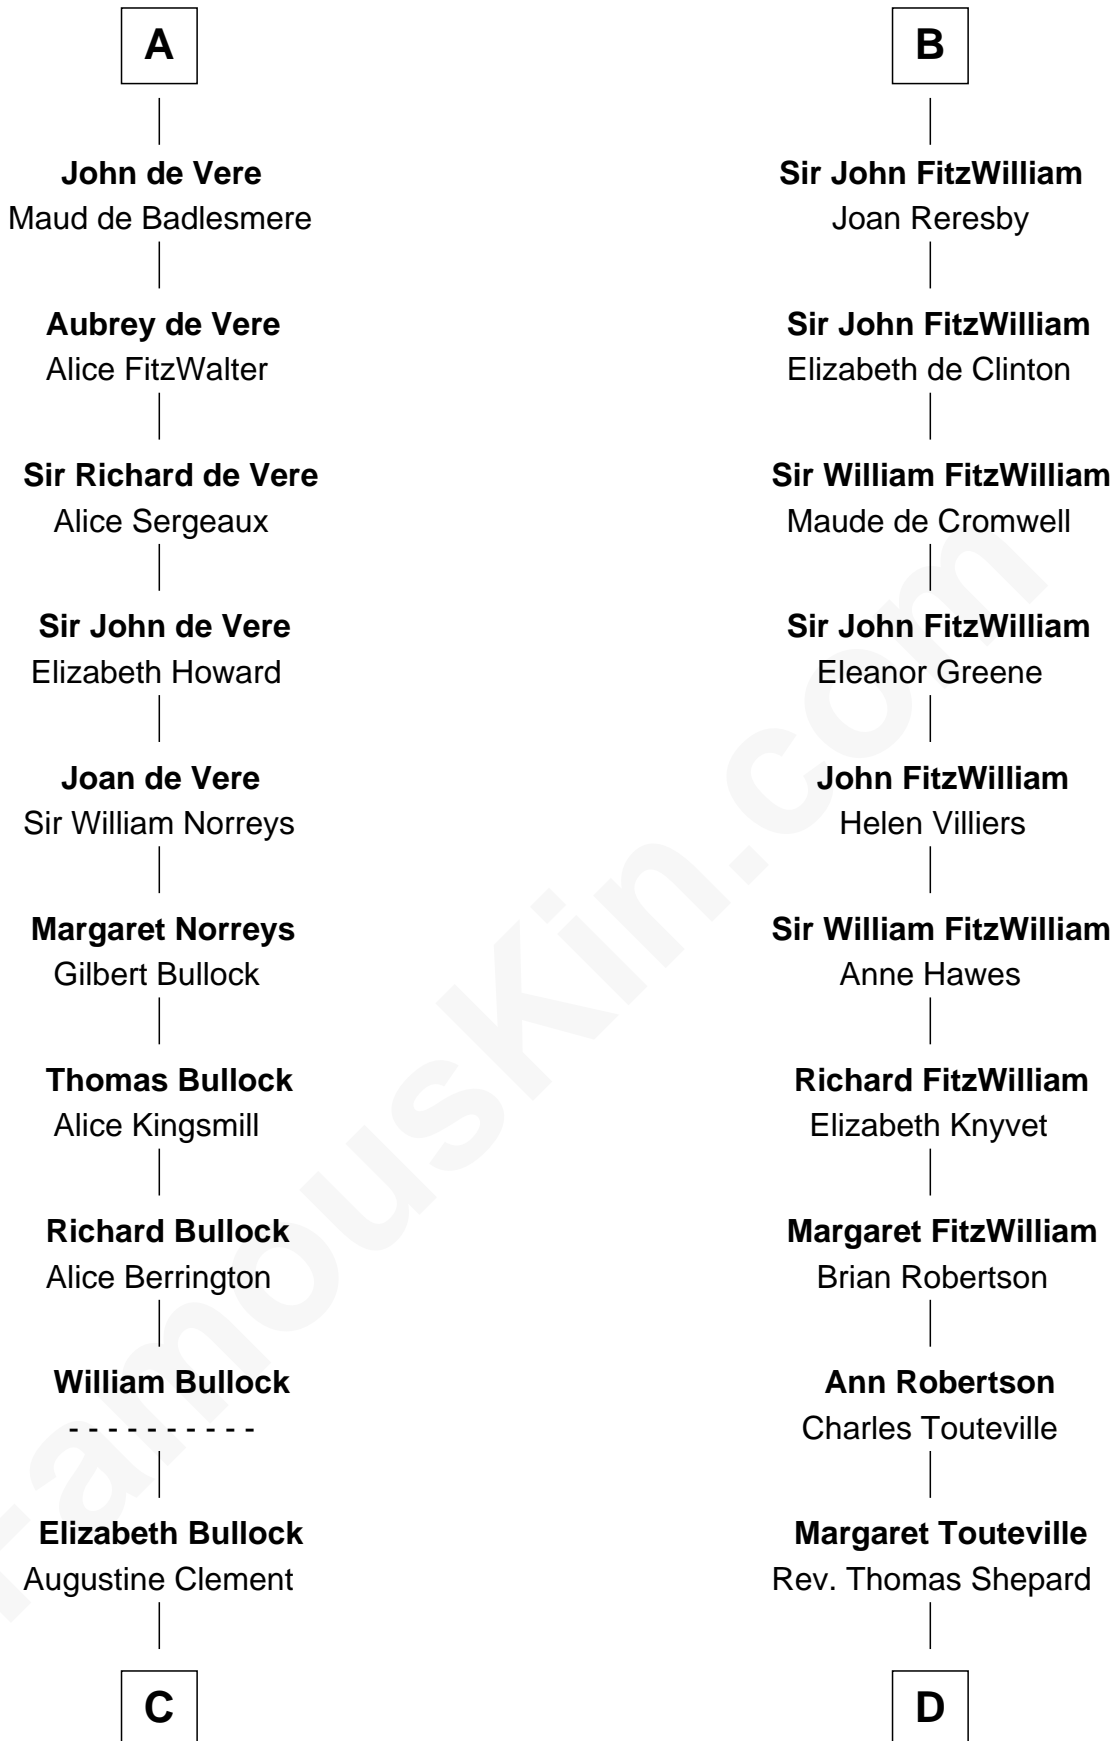 A
John de Vere
Maud de Badlesmere
Aubrey de Vere
Alice FitzWalter
Sir Richard de Vere
Alice Sergeaux
Sir John de Vere
Elizabeth Howard
Joan de Vere
Sir William Norreys
Margaret Norreys
Gilbert Bullock
Thomas Bullock
Alice Kingsmill
Richard Bullock
Alice Berrington
William Bullock
- - - - - - - - - -
Elizabeth Bullock
Augustine Clement
C
B
Sir John FitzWilliam
Joan Reresby
Sir John FitzWilliam
Elizabeth de Clinton
Sir William FitzWilliam
Maude de Cromwell
Sir John FitzWilliam
Eleanor Greene
John FitzWilliam
Helen Villiers
Sir William FitzWilliam
Anne Hawes
Richard FitzWilliam
Elizabeth Knyvet
Margaret FitzWilliam
Brian Robertson
Ann Robertson
Charles Touteville
Margaret Touteville
Rev. Thomas Shepard
D
FamousKin.com